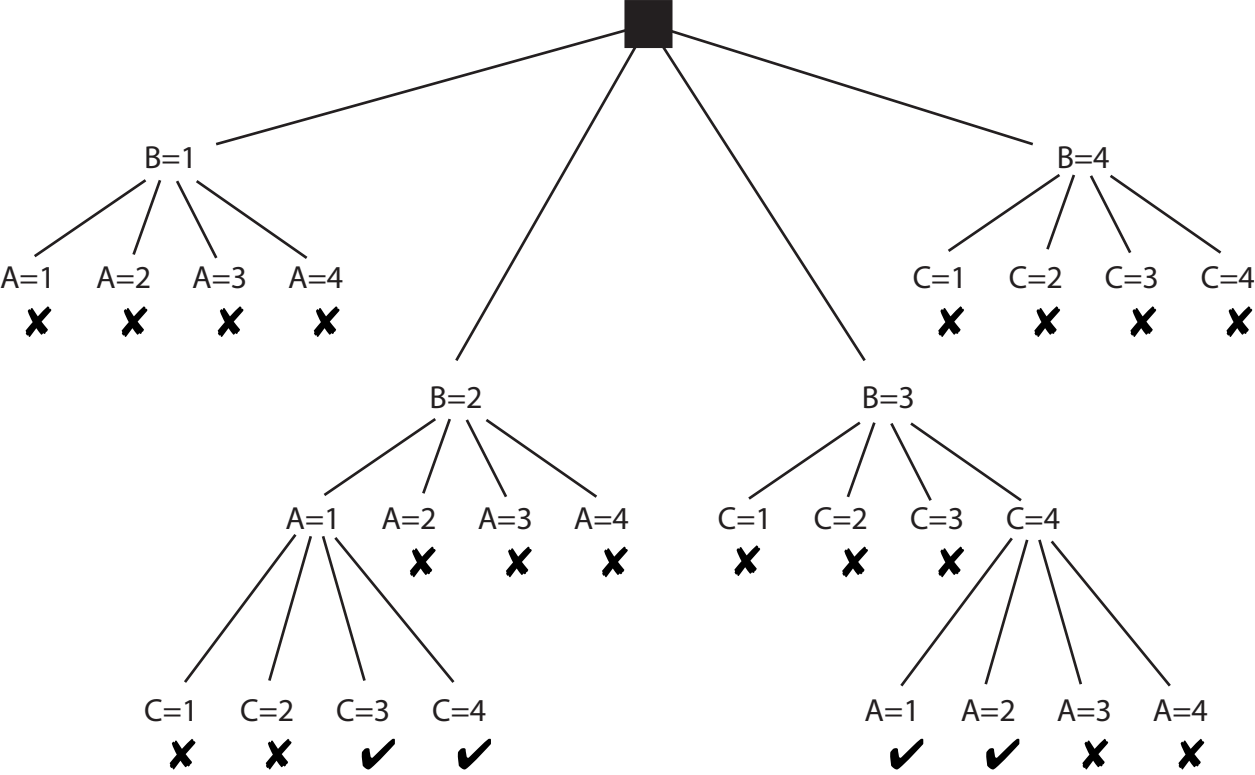 B=1 B=4
A=1 A=2 A=3 A=4 C=1 C=2 C=3 C=4
✘ ✘ ✘ ✘ ✘ ✘ ✘ ✘
B=2 B=3
A=1 A=2 A=3 A=4 C=1 C=2 C=3 C=4
✘ ✘ ✘ ✘ ✘ ✘
C=1 C=2 C=3 C=4 A=1 A=2 A=3 A=4
✘ ✘ ✔ ✔ ✔ ✔ ✘ ✘